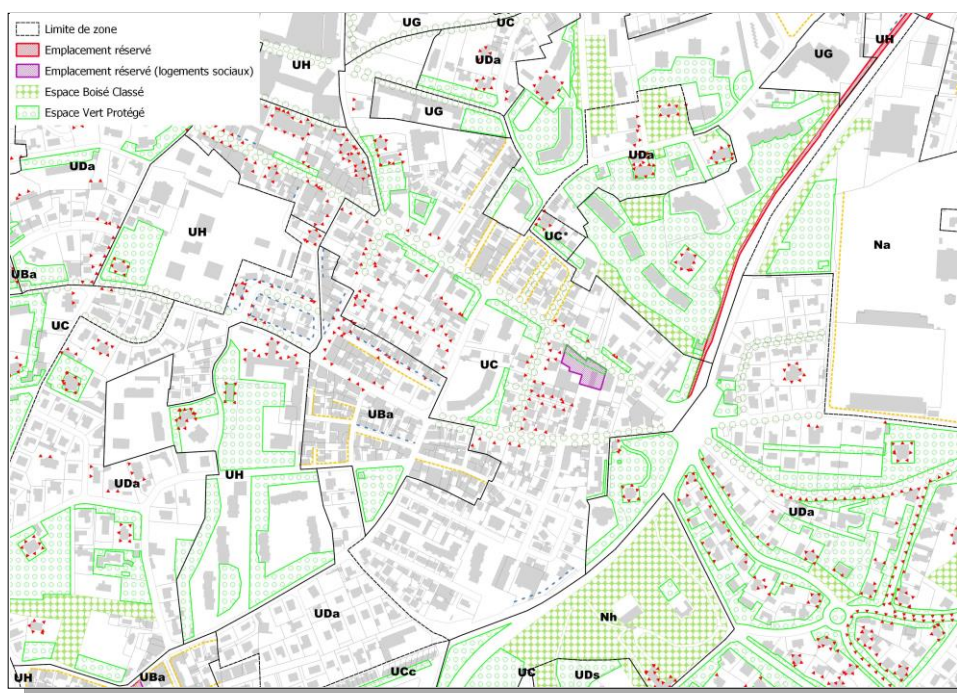 Limite de zone
Emplacement réservé
Emplacement réservé (logements sociaux)
Espace Boisé Classé
Espace Vert Protégé
UG
UC
UH
UDa
UH
UG
UG
UDa
UDa
UH
UC*
Na
UBa
UC
UC
UBa
UDa
UH
UDa
UDa
Nh
UH
UBa
UCc
UC
UDs